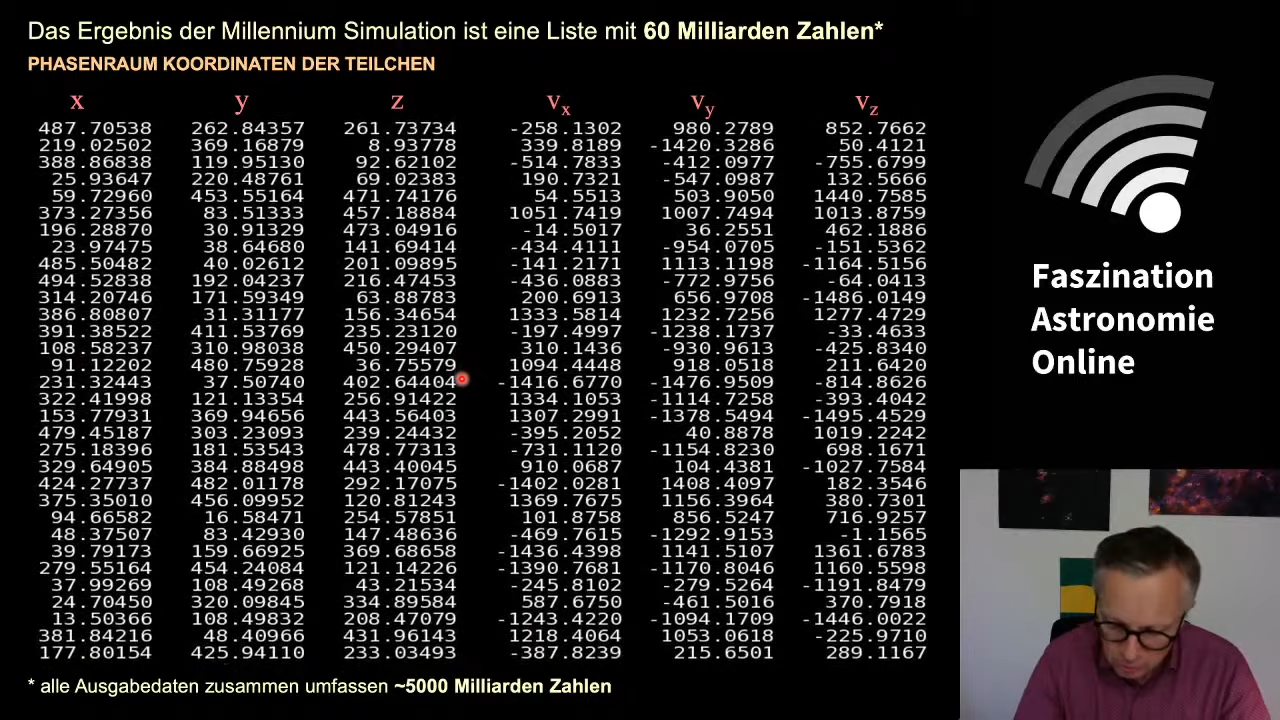 Das Ergebnis der Millennium Simulation ist eine Liste mit 60 Milliarden Zahlen*
PHASENRAUM KOORDINATEN DER TEILCHEN
x y z vx vy vz
487.70538 262.84357 261.73734 -258.1302 980.2789 852.7662
219.02502 369.16879 8.93778 339.8189 -1420.3286 50.4121
388.86838 119.95130 92.62102 -514.7833 -412.0977 -755.6799
25.93647 220.48761 69.02383 190.7321 -547.0987 132.5666
59.72960 453.55164 471.74176 54.5513 503.9050 1440.7585
373.27356 83.51333 457.18884 1051.7419 1007.7494 1013.8759
196.28870 30.91329 473.04916 -14.5017 36.2551 462.1886
23.97475 38.64680 141.69414 -434.4111 -954.0705 -151.5362
485.50482 40.02612 201.09895 -141.2171 1113.1198 -1164.5156
494.52838 192.04237 216.47453 -436.0883 -772.9756 -64.0413
314.20746 171.59349 63.88783 200.6913 656.9708 -1486.0149
386.80807 31.31177 156.34654 1333.5814 1232.7256 1277.4729
391.38522 411.53769 235.23120 -197.4997 -1238.1737 -33.4633
108.58237 310.98038 450.29407 310.1436 -930.9613 -425.8340
91.12202 480.75928 36.75579 1094.4448 918.0518 211.6420
231.32443 37.50740 402.64404 -1416.6770 -1476.9509 -814.8626
322.41998 121.13354 256.91422 1334.1053 -1114.7258 -393.4042
153.77931 369.94656 443.56403 1307.2991 -1378.5494 -1495.4529
479.45187 303.23093 239.24432 -395.2052 40.8878 1019.2242
275.18396 181.53543 478.77313 -731.1120 -1154.8230 698.1671
329.64905 384.88498 443.40045 910.0687 104.4381 -1027.7584
424.27737 482.01178 292.17075 -1402.0281 1408.4097 182.3546
375.35010 456.09952 120.81243 1369.7675 1156.3964 380.7301
94.66582 16.58471 254.57851 101.8758 856.5247 716.9257
48.37507 83.42930 147.48636 -469.7615 -1292.9153 -1.1565
39.79173 159.66925 369.68658 -1436.4398 1141.5107 1361.6783
279.55164 454.24084 121.14226 -1390.7681 -1170.8046 1160.5598
37.99269 108.49268 43.21534 -245.8102 -279.5264 -1191.8479
24.70450 320.09845 334.89584 587.6750 -461.5016 370.7918
13.50366 108.49832 208.47079 -1243.4220 -1094.1709 -1446.0022
381.84216 48.40966 431.96143 1218.4064 1053.0618 -225.9710
177.80154 425.94110 233.03493 -387.8239 215.6501 289.1167
* alle Ausgabedaten zusammen umfassen ~5000 Milliarden Zahlen
Faszination
Astronomie
Online